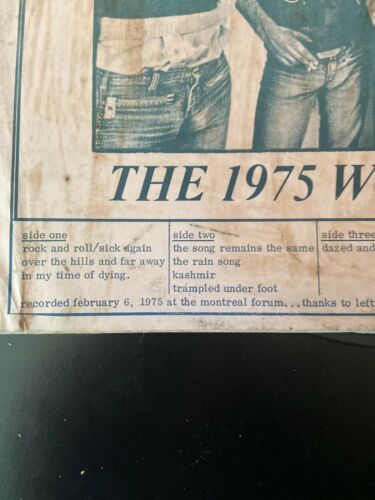 THE 1975 W
side one
rock and roll/sick again
over the hills and far away
in my time of dying.
side two
the song remains the same
the rain song
kashmir
trampled under foot
side three
dazed and
recorded february 6, 1975 at the montreal forum...thanks to left